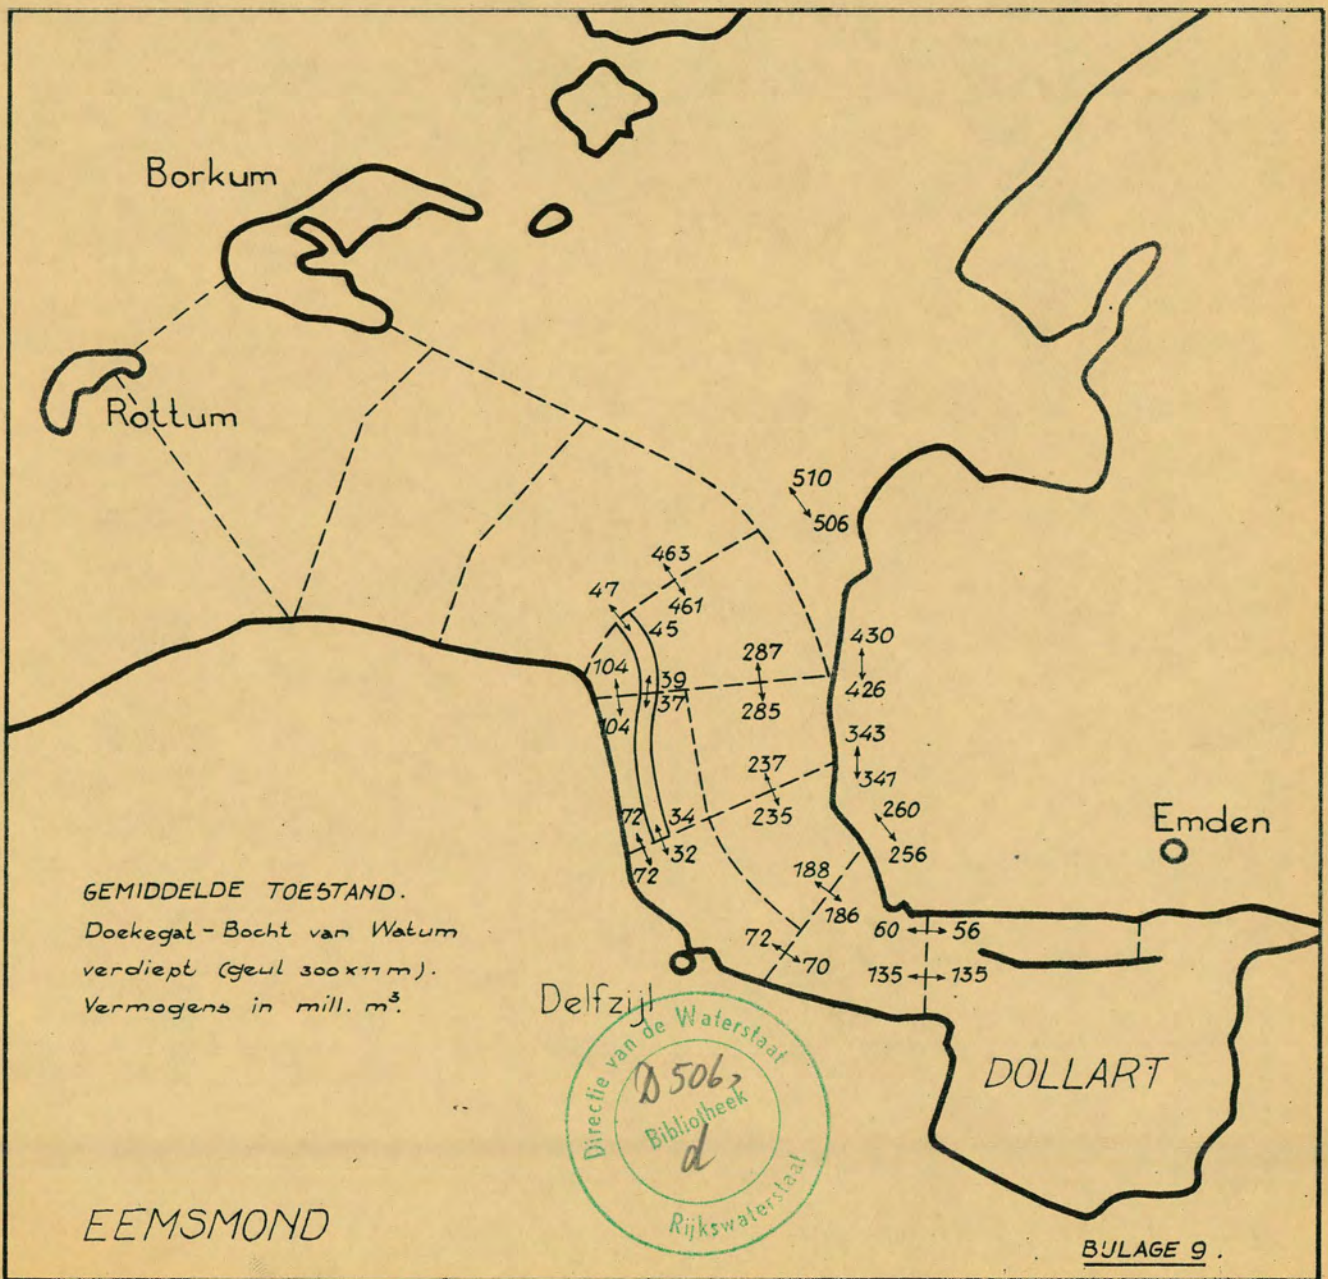 Borkum
Rottum
510
506
463
461
47
45
430
426
104
39
287
37
285
104
343
341
237
235
260
256
Emden
72
34
32
72
188
186
GEMIDDELDE TOESTAND.
Doekegat - Bocht van Watum
verdiept (geul 300 x 11 m).
Vermogens in mill. m³.
60
56
72
70
135
135
Delfzijl
Directie van de Waterstaat
D 506,
Bibliotheek
d
Rijkswaterstaat
DOLLART
EEMSMOND
BIJLAGE 9.